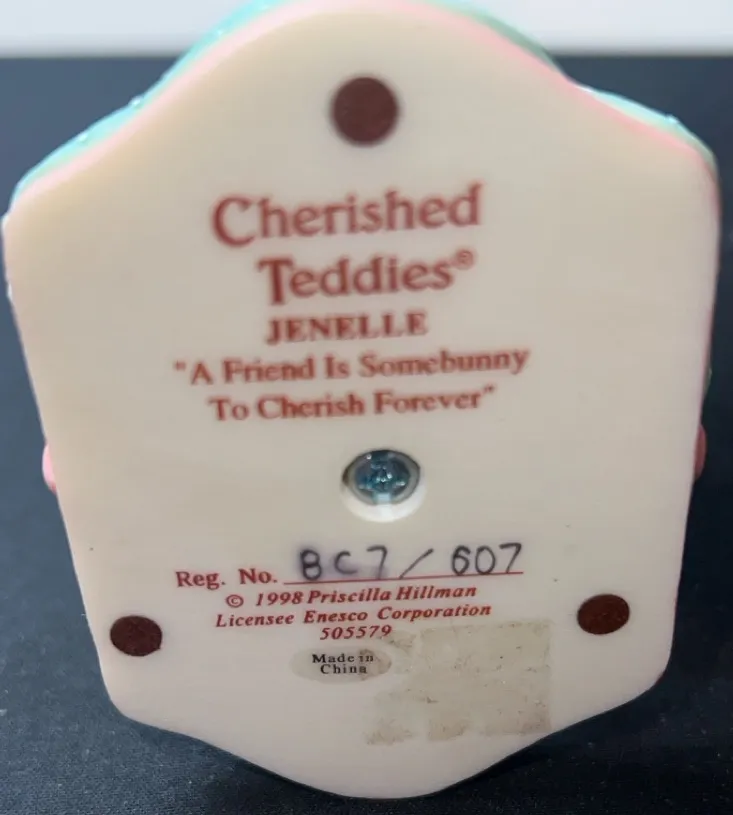 Cherished
Teddies®
JENELLE
"A Friend Is Somebunny
To Cherish Forever"
Reg. No. 8C7/607
© 1998 Priscilla Hillman
Licensee Enesco Corporation
505579
Made in
China